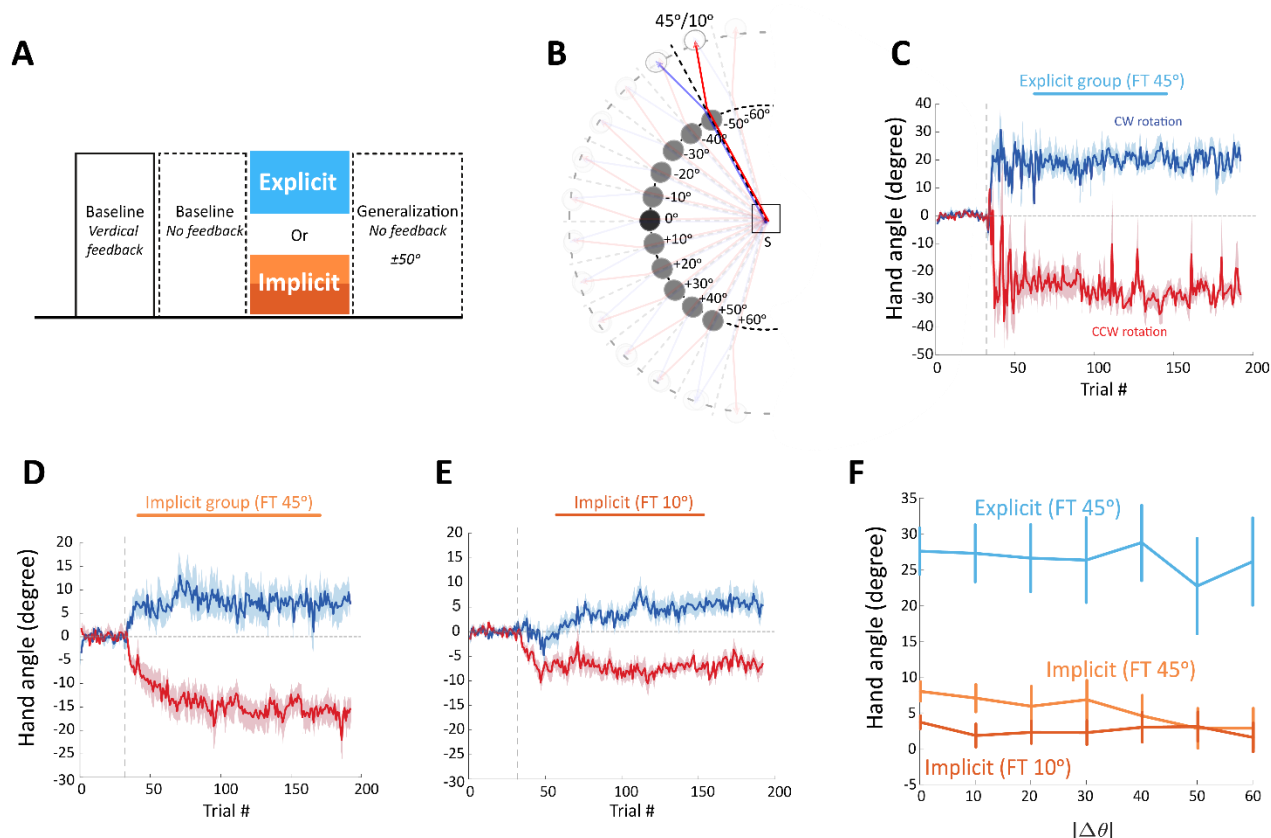 A
Baseline
Verdical
feedback
Baseline
No feedback
Explicit
Or
Implicit
Generalization
No feedback
±50°
B
45°/10°
-60°
-50°
-40°
-30°
-20°
-10°
0°
+10°
+20°
+30°
+40°
+50°
+60°
S
C
Explicit group (FT 45°)
CW rotation
CCW rotation
Hand angle (degree)
40
30
20
10
0
-10
-20
-30
-40
-50
0
50
100
150
200
Trial #
D
Implicit group (FT 45°)
Hand angle (degree)
20
15
10
5
0
-5
-10
-15
-20
-25
-30
0
50
100
150
200
Trial #
E
Implicit (FT 10°)
20
15
10
5
0
-5
-10
-15
-20
-25
-30
0
50
100
150
200
Trial #
F
Explicit (FT 45°)
Implicit (FT 45°)
Implicit (FT 10°)
Hand angle (degree)
35
30
25
20
15
10
5
0
-5
0
10
20
30
40
50
60
|Δθ|